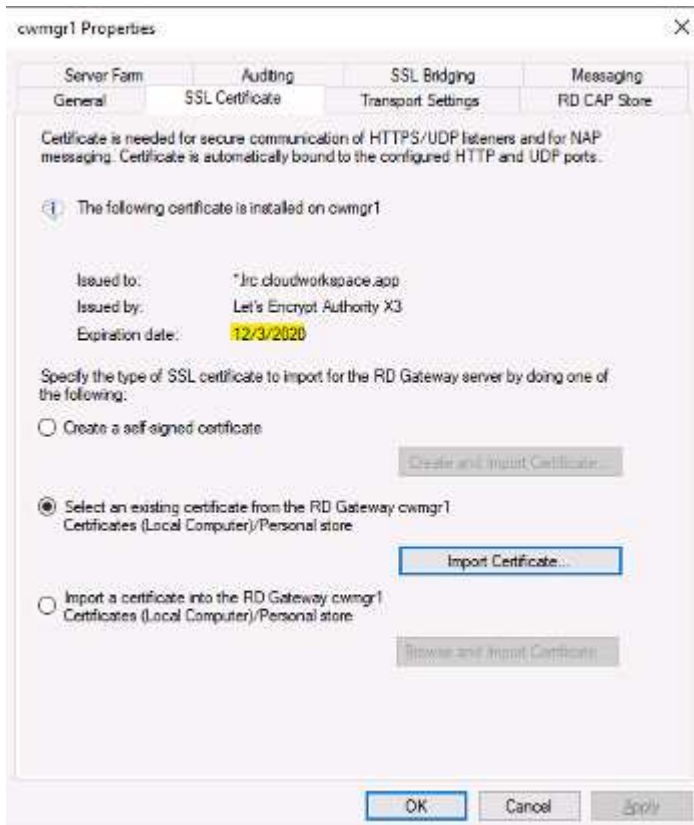 cwmgr1 Properties
Server Farm Auditing SSL Bridging Messaging
General SSL Certificate Transport Settings RD CAP Store
Certificate is needed for secure communication of HTTPS/UDP listeners and for NAP
messaging. Certificate is automatically bound to the configured HTTP and UDP ports.
The following certificate is installed on cwmgr1
Issued to: *.lrc.cloudworkspace.app
Issued by: Let's Encrypt Authority X3
Expiration date: 12/3/2020
Specify the type of SSL certificate to import for the RD Gateway server by doing one of
the following:
Create a self-signed certificate
Create and Import Certificate...
Select an existing certificate from the RD Gateway cwmgr1
Certificates (Local Computer)/Personal store
Import Certificate...
Import a certificate into the RD Gateway cwmgr1
Certificates (Local Computer)/Personal store
Browse and Import Certificate...
OK Cancel Apply